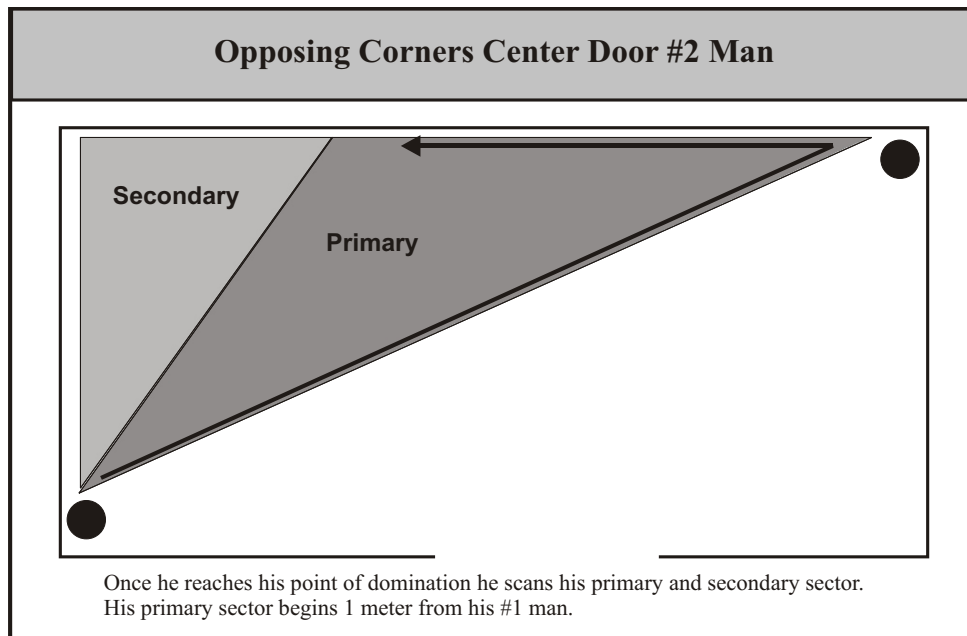 Opposing Corners Center Door #2 Man
Secondary
Primary
Once he reaches his point of domination he scans his primary and secondary sector.
His primary sector begins 1 meter from his #1 man.